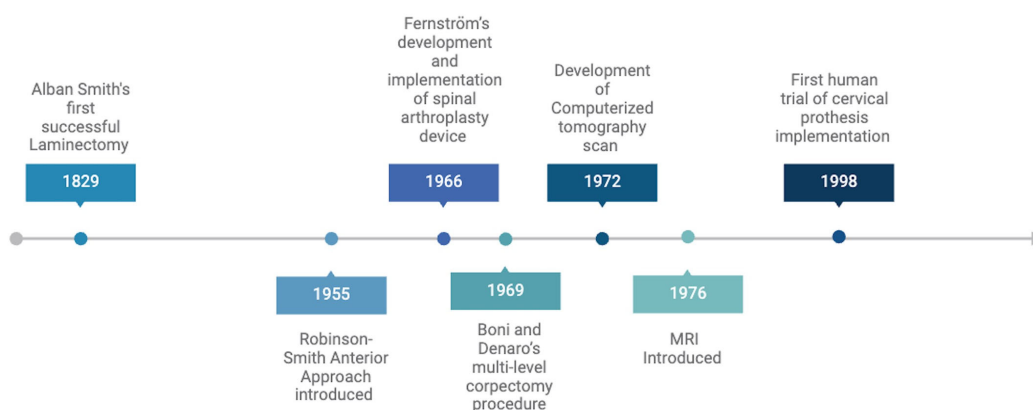 Alban Smith's
first
successful
Laminectomy
1829
Fernström's
development
and
implementation
of spinal
arthroplasty
device
1966
Development
of
Computerized
tomography
scan
1972
First human
trial of cervical
prothesis
implementation
1998
1955
Robinson-
Smith Anterior
Approach
introduced
1969
Boni and
Denaro's
multi-level
corpectomy
procedure
1976
MRI
Introduced